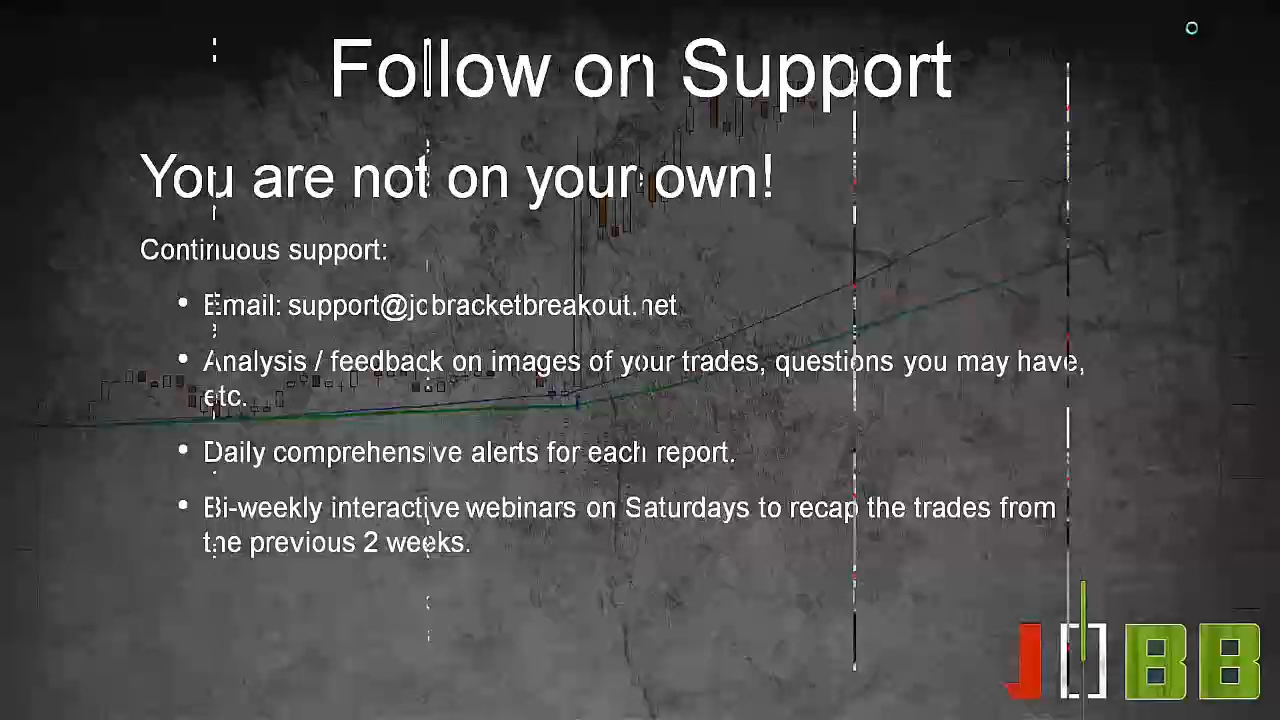 Follow on Support
You are not on your own!
Continuous support:
• Email: support@jobracketbreakout.net
• Analysis / feedback on images of your trades, questions you may have,
etc.
• Daily comprehensive alerts for each report.
• Bi-weekly interactive webinars on Saturdays to recap the trades from
the previous 2 weeks.
JOBB